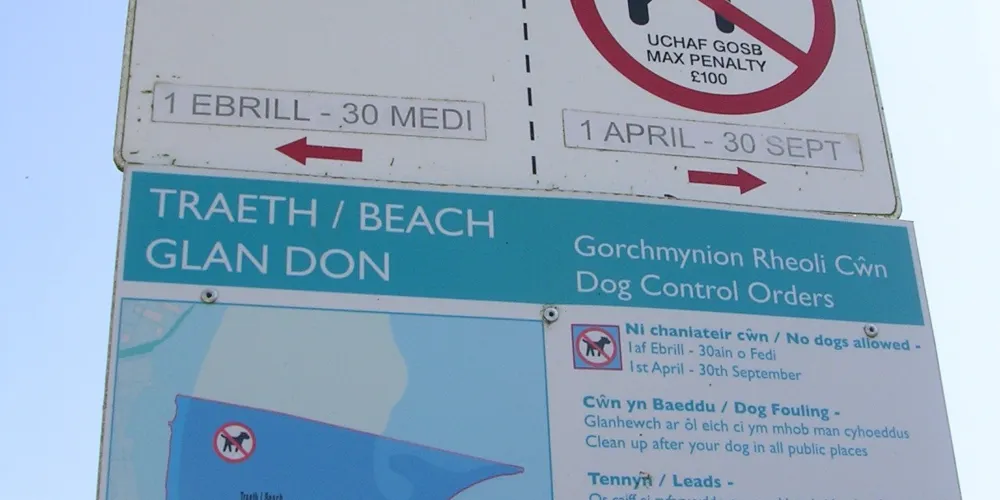 UCHAF GOSB
MAX PENALTY
£100
1 EBRILL - 30 MEDI
1 APRIL - 30 SEPT
TRAETH / BEACH
GLAN DON
Gorchmynion Rheoli Cŵn
Dog Control Orders
Ni chaniateir cŵn / No dogs allowed -
1af Ebrill - 30ain o Fedi
1st April - 30th September
Cŵn yn Baeddu / Dog Fouling -
Glanhewch ar ôl eich ci ym mhob man cyhoeddus
Clean up after your dog in all public places
Tennyn / Leads -
Traeth / Beach